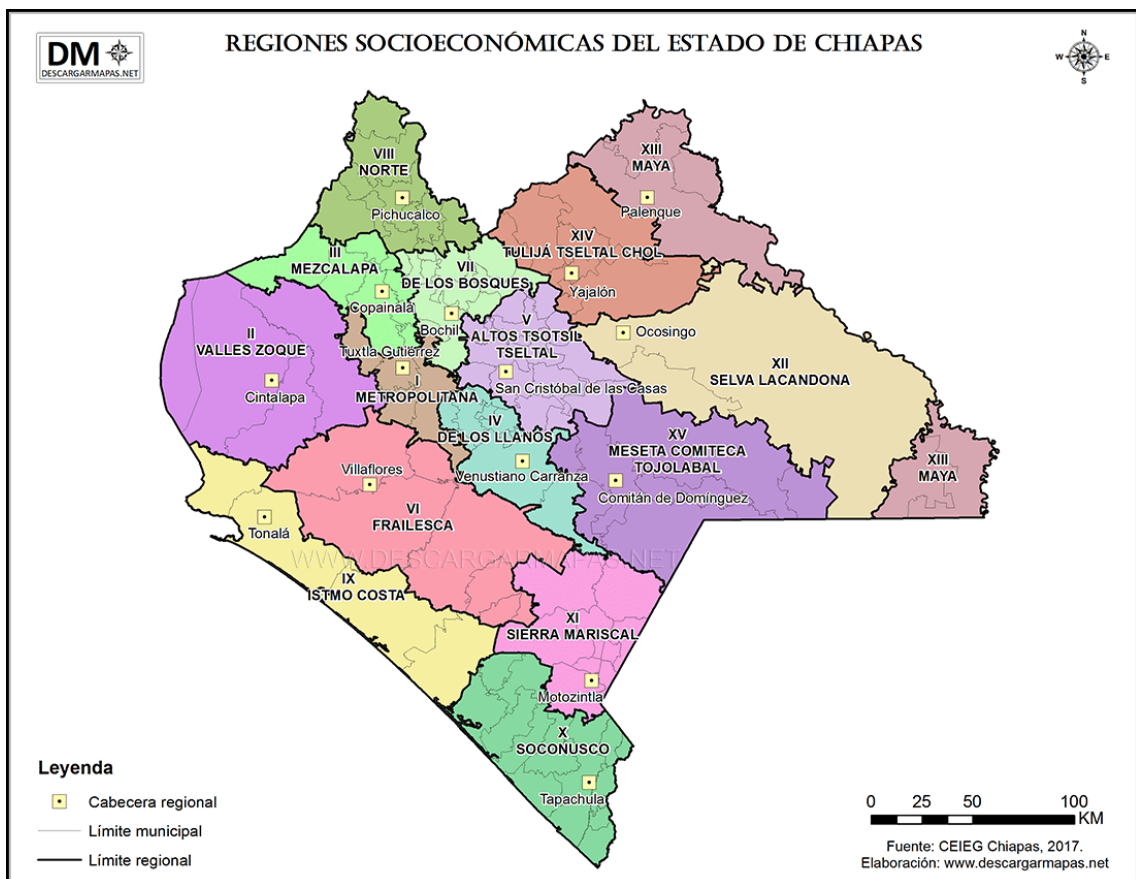 REGIONES SOCIOECONÓMICAS DEL ESTADO DE CHIAPAS
DM
DESCARGARMAPAS.NET
N
W
E
S
VIII
NORTE
Pichucalco
XIII
MAYA
Palenque
XIV
TULIJÁ TSELTAL CHOL
Yajalón
III
MEZCALAPA
Copainalá
VII
DE LOS BOSQUES
Bochil
V
ALTOS TSOTSIL
TSELTAL
San Cristóbal de las Casas
Ocosingo
XII
SELVA LACANDONA
II
VALLES ZOQUE
Cintalapa
Tuxtla Gutiérrez
I
METROPOLITANA
IV
DE LOS LLANOS
Venustiano Carranza
XV
MESETA COMITECA
TOJOLABAL
Comitán de Domínguez
XIII
MAYA
Villaflores
VI
FRAILESCA
Tonalá
WWW.DESCARGARMAPAS.NET
IX
ISTMO COSTA
XI
SIERRA MARISCAL
Motozintla
X
SOCONUSCO
Tapachula
Leyenda
Cabecera regional
Límite municipal
Límite regional
0 25 50 100
KM
Fuente: CEIEG Chiapas, 2017.
Elaboración: www.descargarmapas.net